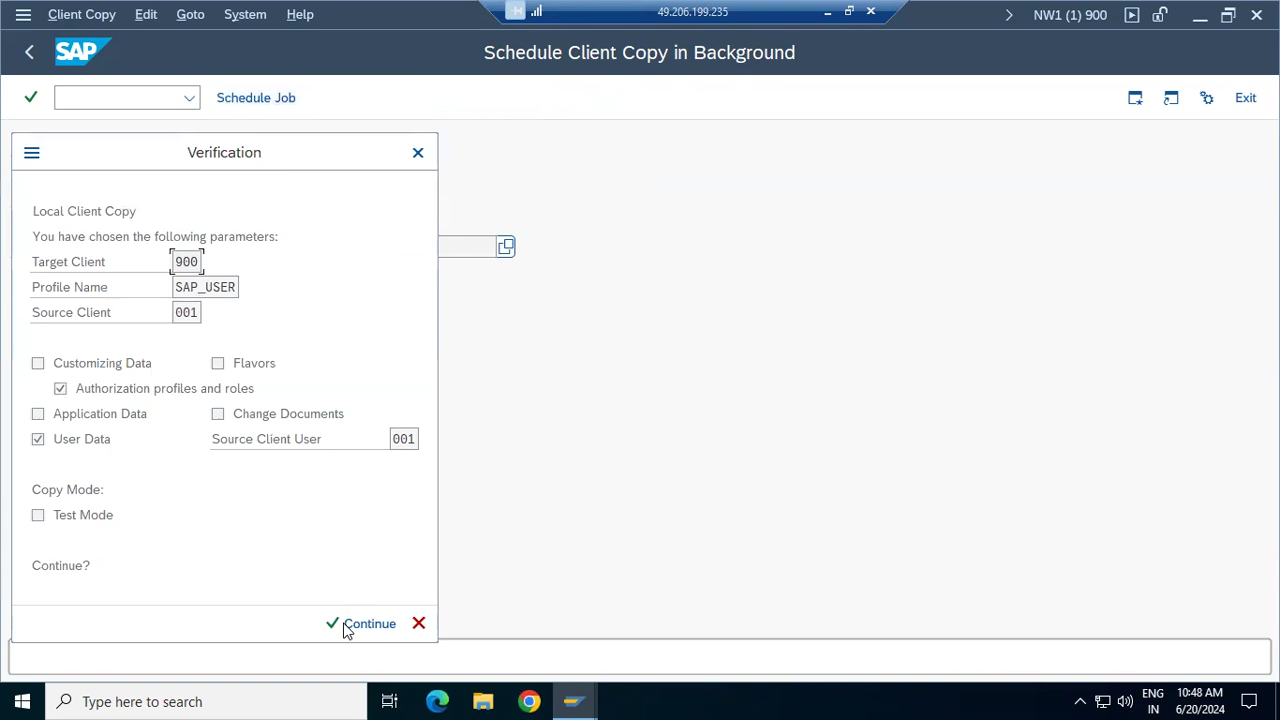 Client Copy Edit Goto System Help
49.206.199.235
NW1 (1) 900
SAP
Schedule Client Copy in Background
Schedule Job
Exit
Verification
Local Client Copy
You have chosen the following parameters:
Target Client 900
Profile Name SAP_USER
Source Client 001
Customizing Data Flavors
Authorization profiles and roles
Application Data Change Documents
User Data Source Client User 001
Copy Mode:
Test Mode
Continue?
Continue
Type here to search
ENG
IN
10:48 AM
6/20/2024